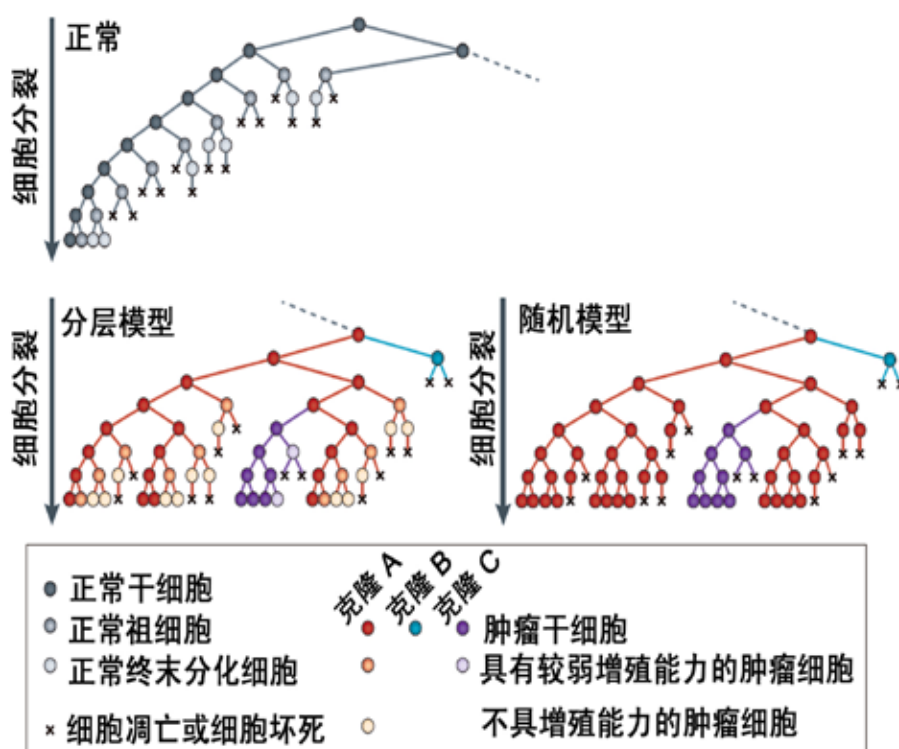 正常
细胞分裂
分层模型
细胞分裂
随机模型
细胞分裂
克隆 A
克隆 B
克隆 C
正常干细胞
肿瘤干细胞
正常祖细胞
正常终末分化细胞
具有较弱增殖能力的肿瘤细胞
× 细胞凋亡或细胞坏死
不具增殖能力的肿瘤细胞